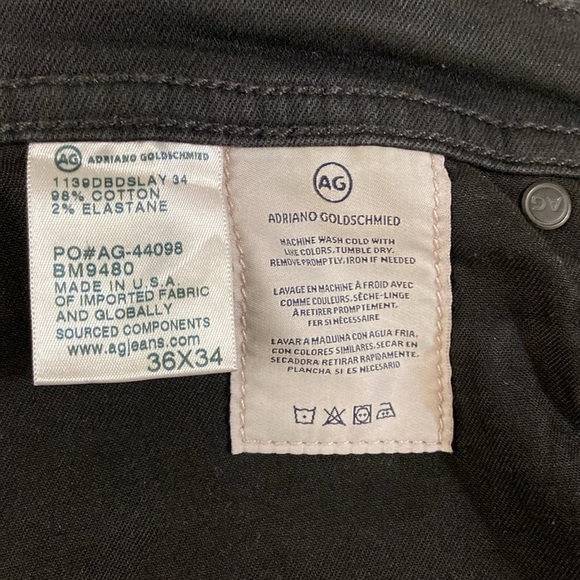 AG ADRIANO GOLDSCHMIED
1139DBDSLAY 34
98% COTTON
2% ELASTANE
PO#AG-44098
BM9480
MADE IN U.S.A.
OF IMPORTED FABRIC
AND GLOBALLY
SOURCED COMPONENTS
www.agjeans.com
36X34
AG
ADRIANO GOLDSCHMIED
MACHINE WASH COLD WITH
LIKE COLORS. TUMBLE DRY.
REMOVE PROMPTLY. IRON IF NEEDED
LAVAGE EN MACHINE À FROID AVEC
COMME COULEURS. SÈCHE-LINGE
À RETIRER PROMPTEMENT.
FER SI NÉCESSAIRE
LAVAR A MAQUINA CON AGUA FRIA,
CON COLORES SIMILARES. SECAR EN
SECADORA RETIRAR RAPIDAMENTE.
PLANCHA SI ES NECESARIO
AG